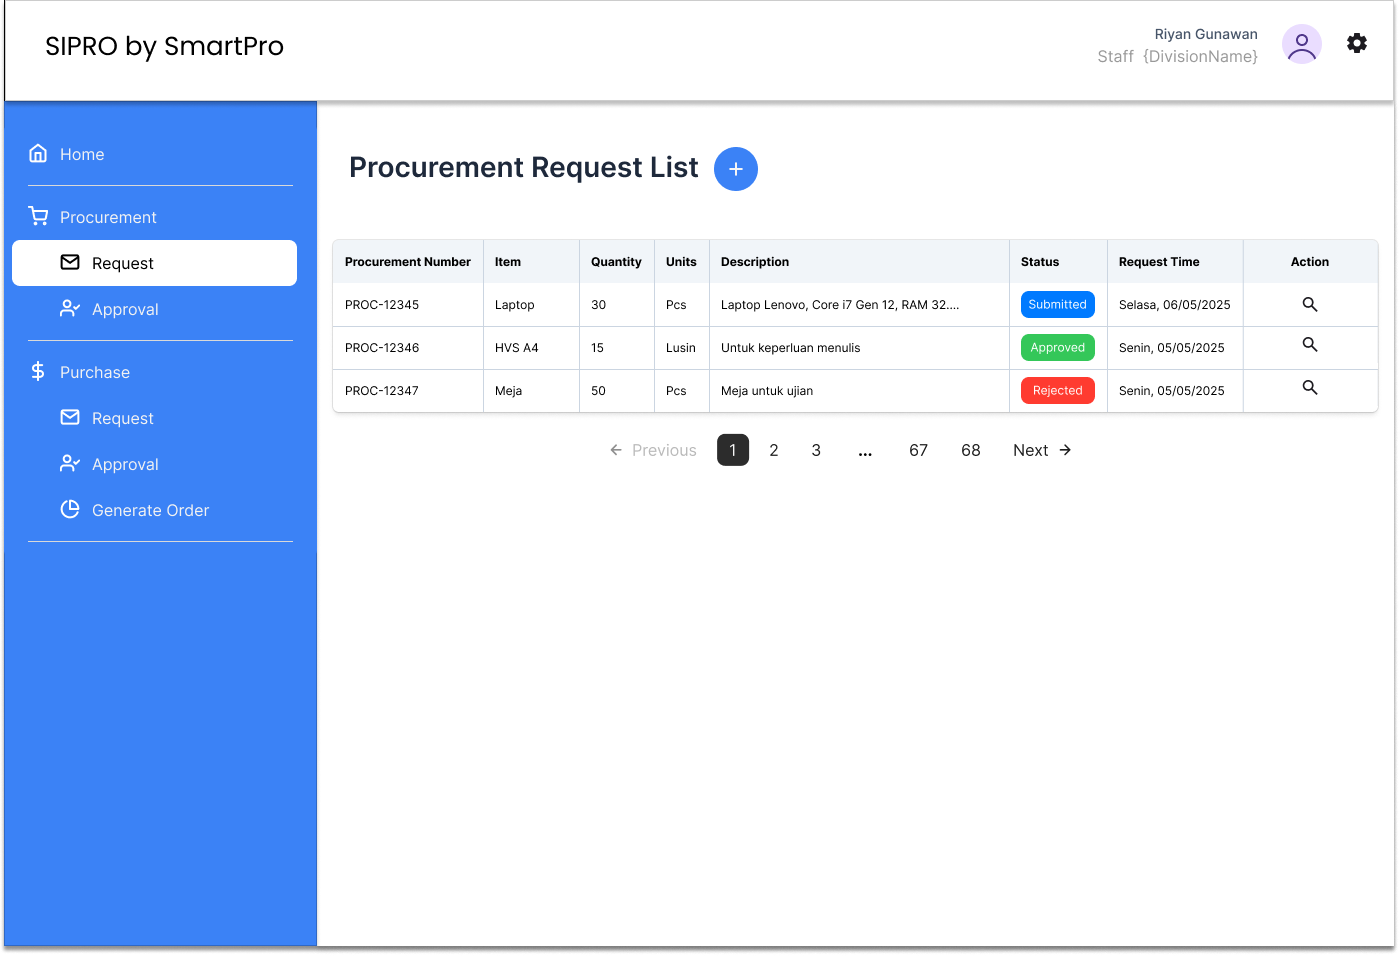 SIPRO by SmartPro
Riyan Gunawan
Staff {DivisionName}
Home
Procurement
Request
Approval
Purchase
Request
Approval
Generate Order
Procurement Request List
Procurement Number Item Quantity Units Description Status Request Time Action
PROC-12345 Laptop 30 Pcs Laptop Lenovo, Core i7 Gen 12, RAM 32.... Submitted Selasa, 06/05/2025
PROC-12346 HVS A4 15 Lusin Untuk keperluan menulis Approved Senin, 05/05/2025
PROC-12347 Meja 50 Pcs Meja untuk ujian Rejected Senin, 05/05/2025
← Previous 1 2 3 ... 67 68 Next →